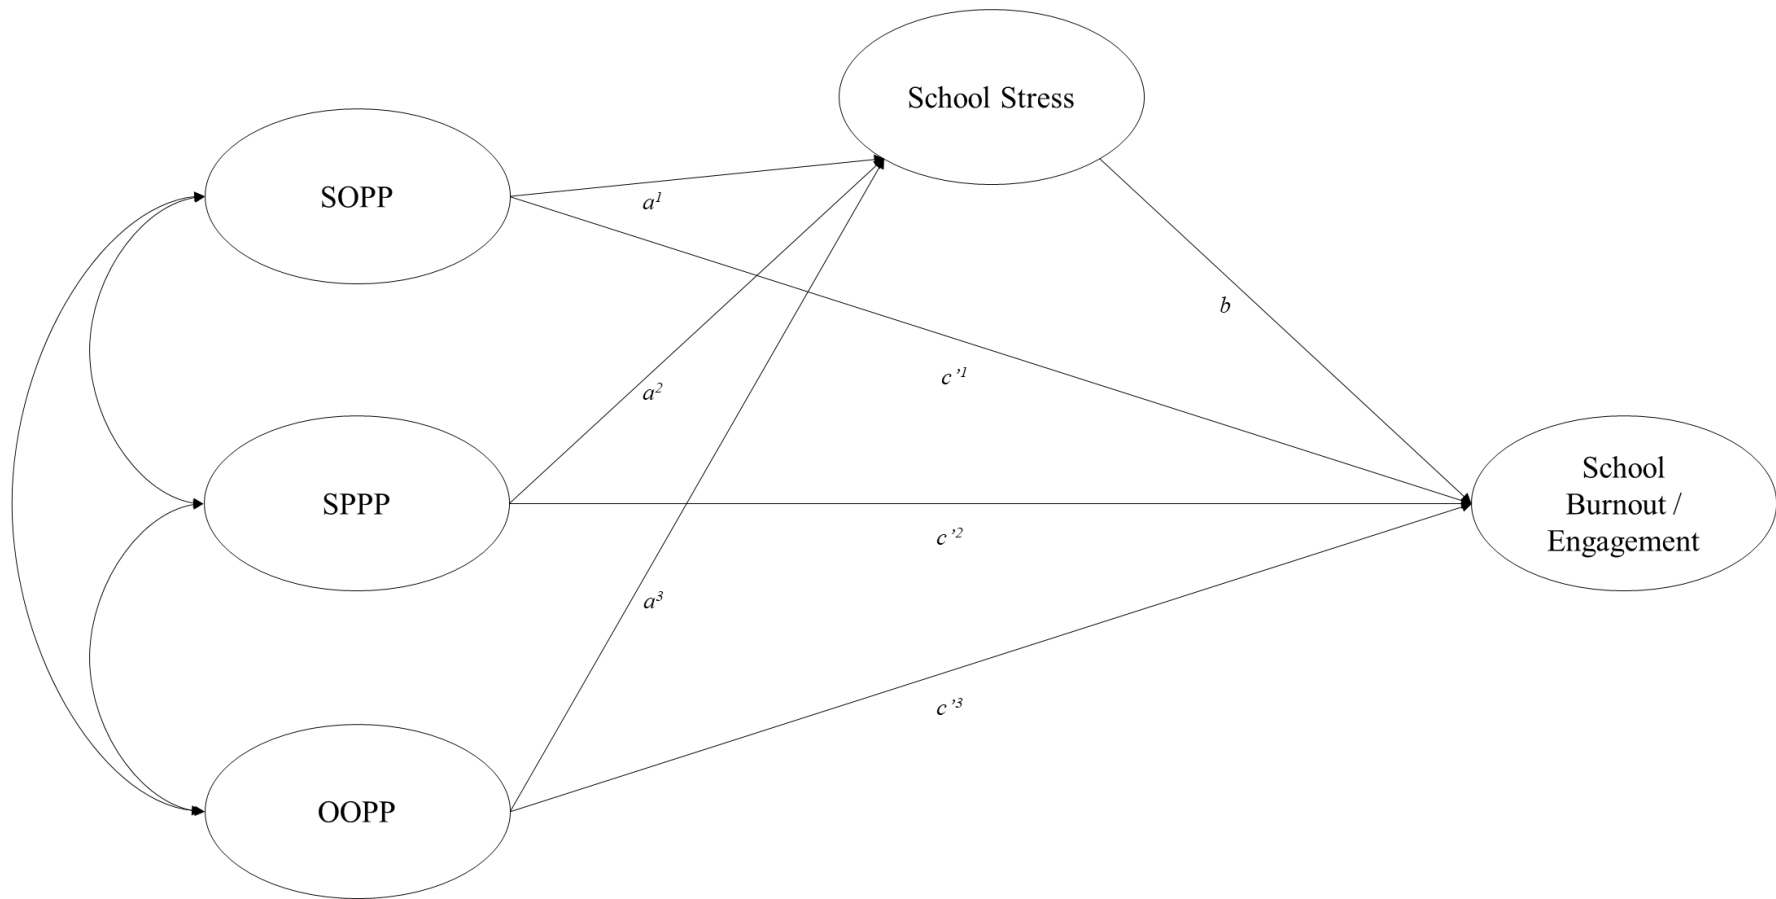 School Stress
SOPP
a¹
b
c’¹
a²
SPPP
School
Burnout /
Engagement
c’²
a³
c’³
OOPP